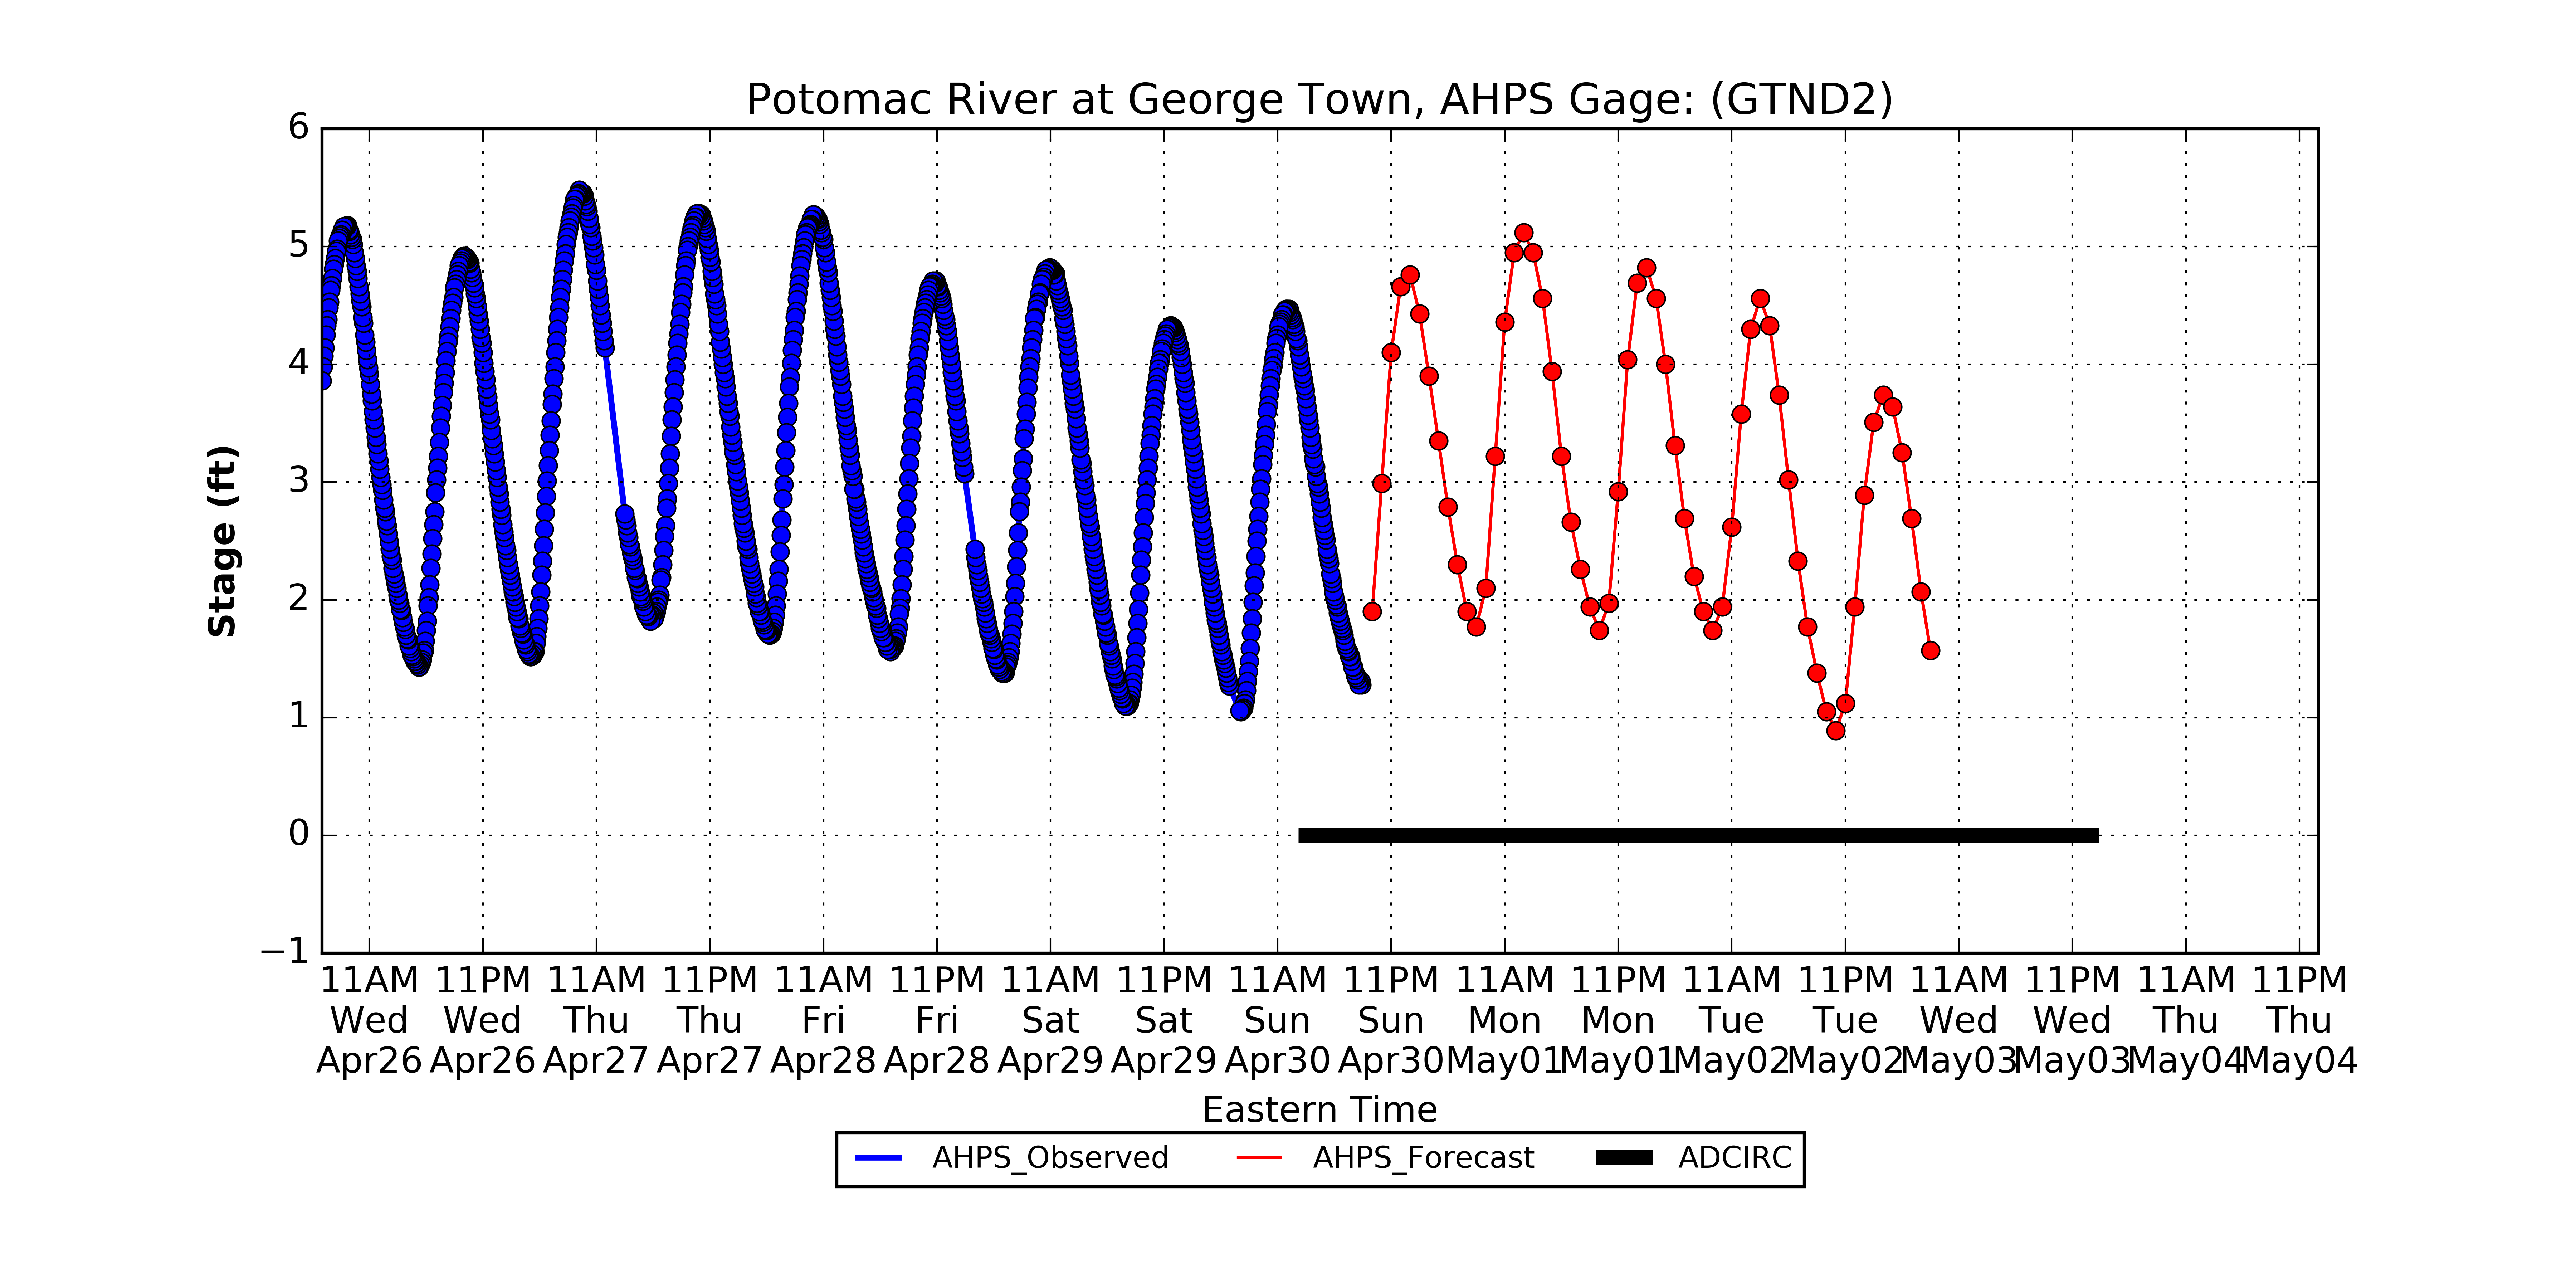 Potomac River at George Town, AHPS Gage: (GTND2)
6
5
4
3
2
1
0
−1
Stage (ft)
11AM 11PM 11AM 11PM 11AM 11PM 11AM 11PM 11AM 11PM 11AM 11PM 11AM 11PM 11AM 11PM 11AM 11PM
Wed Wed Thu Thu Fri Fri Sat Sat Sun Sun Mon Mon Tue Tue Wed Wed Thu Thu
Apr26 Apr26 Apr27 Apr27 Apr28 Apr28 Apr29 Apr29 Apr30 Apr30 May01 May01 May02 May02 May03 May03 May04 May04
Eastern Time
AHPS_Observed AHPS_Forecast ADCIRC